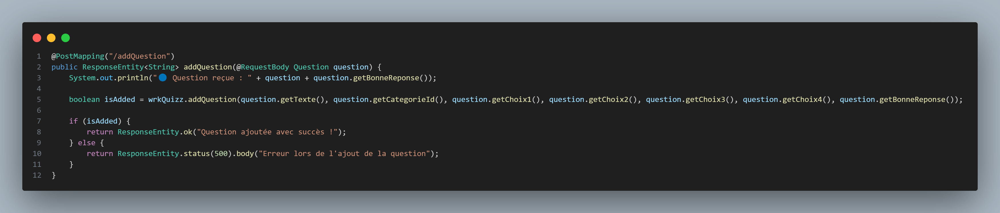 1 @PostMapping("/addQuestion")
2 public ResponseEntity<String> addQuestion(@RequestBody Question question) {
3     System.out.println("🔵 Question reçue : " + question + question.getBonneReponse());
4
5     boolean isAdded = wrkQuizz.addQuestion(question.getTexte(), question.getCategorieId(), question.getChoix1(), question.getChoix2(), question.getChoix3(), question.getChoix4(), question.getBonneReponse());
6
7     if (isAdded) {
8         return ResponseEntity.ok("Question ajoutée avec succès !");
9     } else {
10         return ResponseEntity.status(500).body("Erreur lors de l'ajout de la question");
11     }
12 }